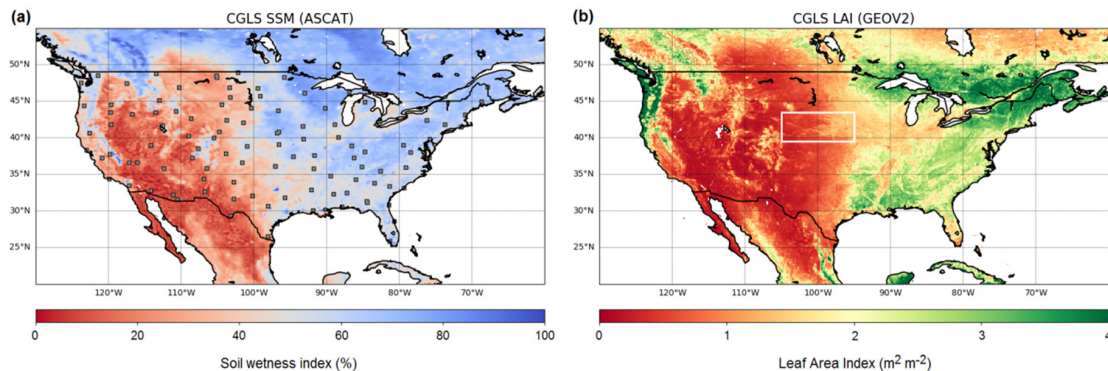 (a) CGLS SSM (ASCAT)
50°N
45°N
40°N
35°N
30°N
25°N
120°W 110°W 100°W 90°W 80°W 70°W
0 20 40 60 80 100
Soil wetness index (%)
(b) CGLS LAI (GEOV2)
50°N
45°N
40°N
35°N
30°N
25°N
120°W 110°W 100°W 90°W 80°W 70°W
0 1 2 3 4
Leaf Area Index (m² m⁻²)